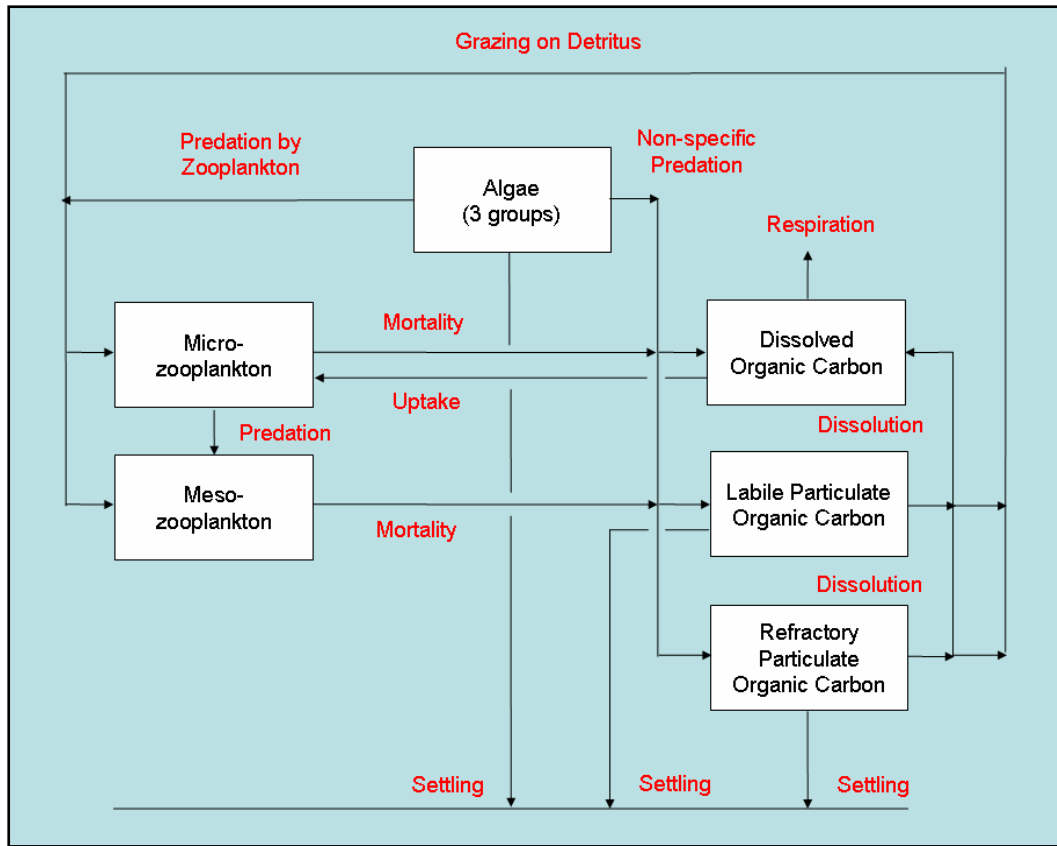 Grazing on Detritus
Predation by
Zooplankton
Non-specific
Predation
Algae
(3 groups)
Respiration
Micro-
zooplankton
Mortality
Dissolved
Organic Carbon
Uptake
Predation
Dissolution
Meso-
zooplankton
Mortality
Labile Particulate
Organic Carbon
Dissolution
Refractory
Particulate
Organic Carbon
Settling
Settling
Settling